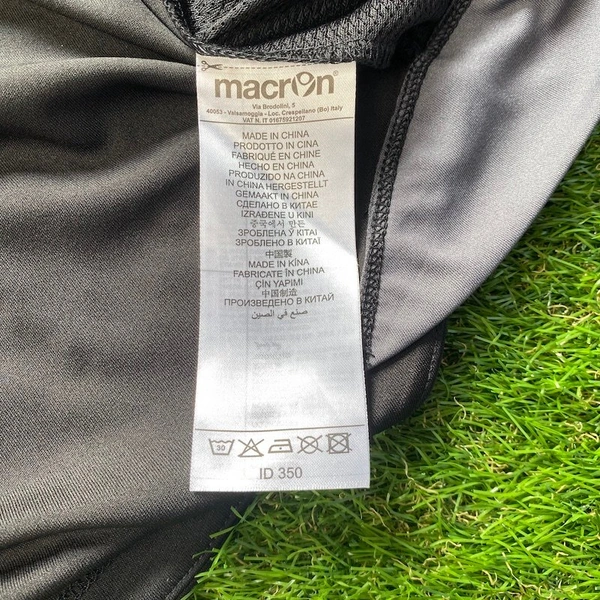 macron
Via Brodolini, 5
40053 - Valsamoggia - Loc. Crespellano (Bo) Italy
VAT N. IT 01675921207
MADE IN CHINA
PRODOTTO IN CINA
FABRIQUÉ EN CHINE
HECHO EN CHINA
PRODUZIDO NA CHINA
IN CHINA HERGESTELLT
GEMAAKT IN CHINA
СДЕЛАНО В КИТАЕ
IZRAĐENE U KINI
중국에서 만든
ЗРОБЛЕНА Ў КІТАІ
ЗРОБЛЕНО В КИТАЇ
中国製
MADE IN KÍNA
FABRICATE ÎN CHINA
ÇİN YAPIMI
中国制造
ПРОИЗВЕДЕНО В КИТАЙ
صنع في الصين
30
ID 350